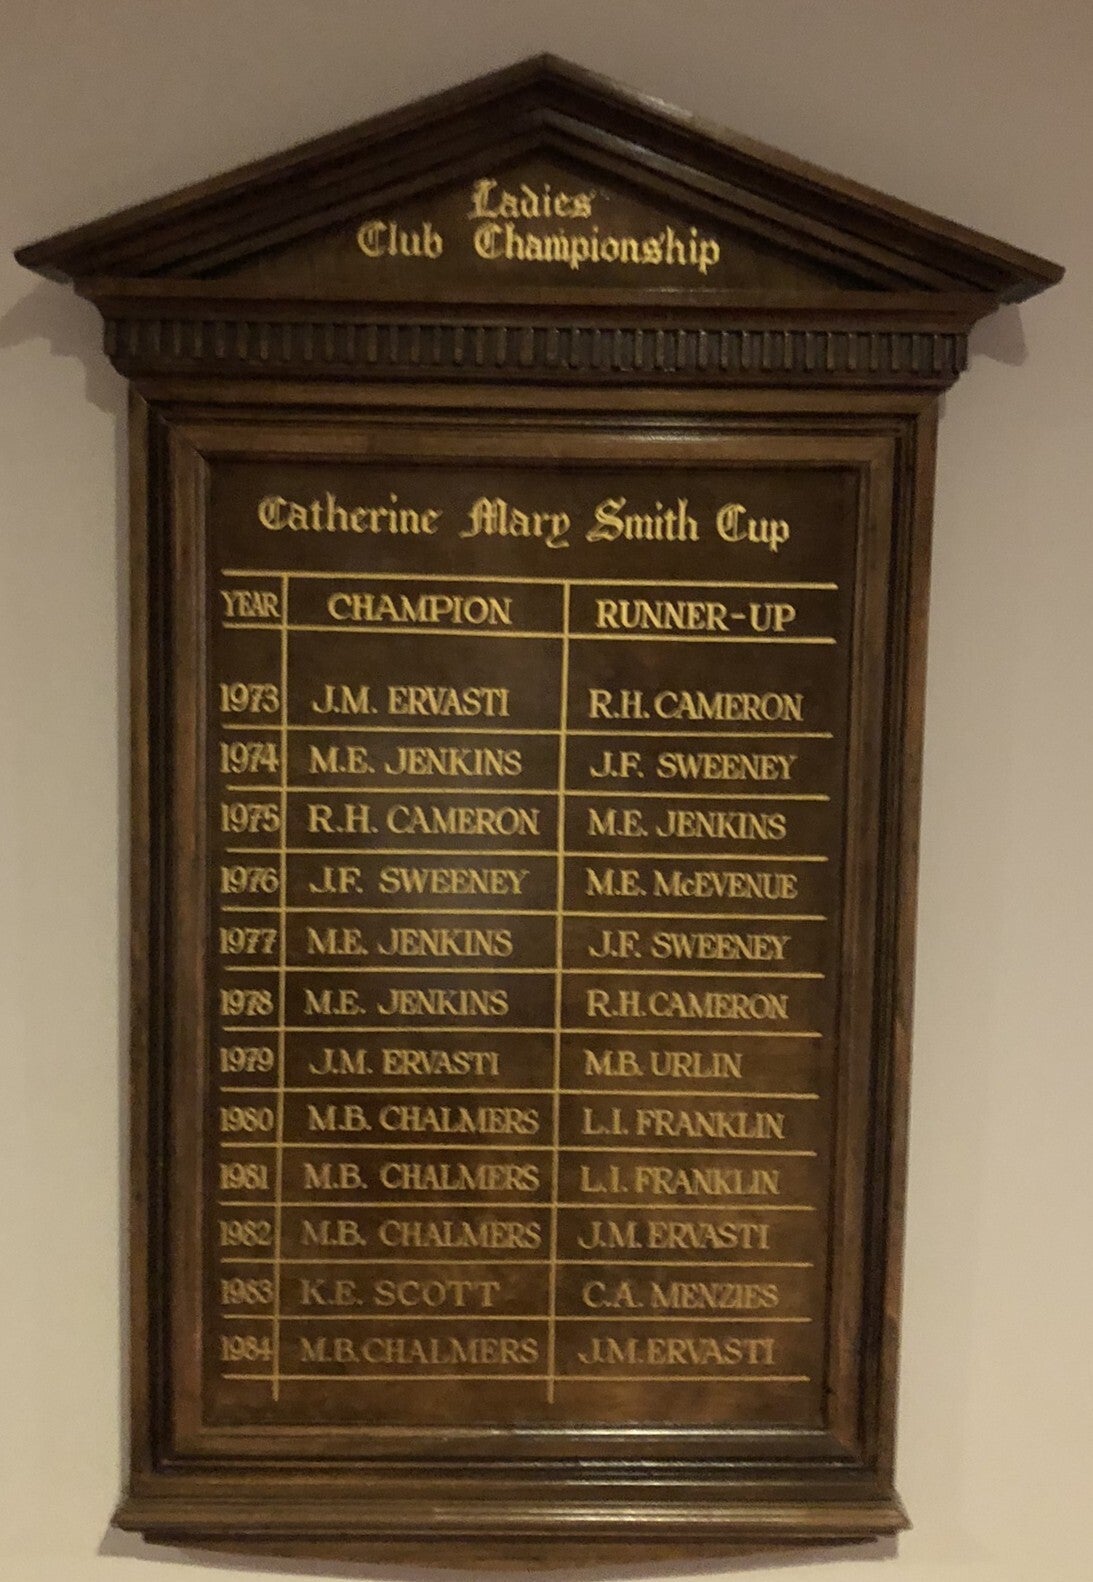 Ladies'
Club Championship
Catherine Mary Smith Cup
YEAR CHAMPION RUNNER-UP
1973 J.M. ERVASTI R.H. CAMERON
1974 M.E. JENKINS J.F. SWEENEY
1975 R.H. CAMERON M.E. JENKINS
1976 J.F. SWEENEY M.E. McEVENUE
1977 M.E. JENKINS J.F. SWEENEY
1978 M.E. JENKINS R.H. CAMERON
1979 J.M. ERVASTI M.B. URLIN
1980 M.B. CHALMERS L.I. FRANKLIN
1981 M.B. CHALMERS L.I. FRANKLIN
1982 M.B. CHALMERS J.M. ERVASTI
1983 K.E. SCOTT C.A. MENZIES
1984 M.B. CHALMERS J.M. ERVASTI